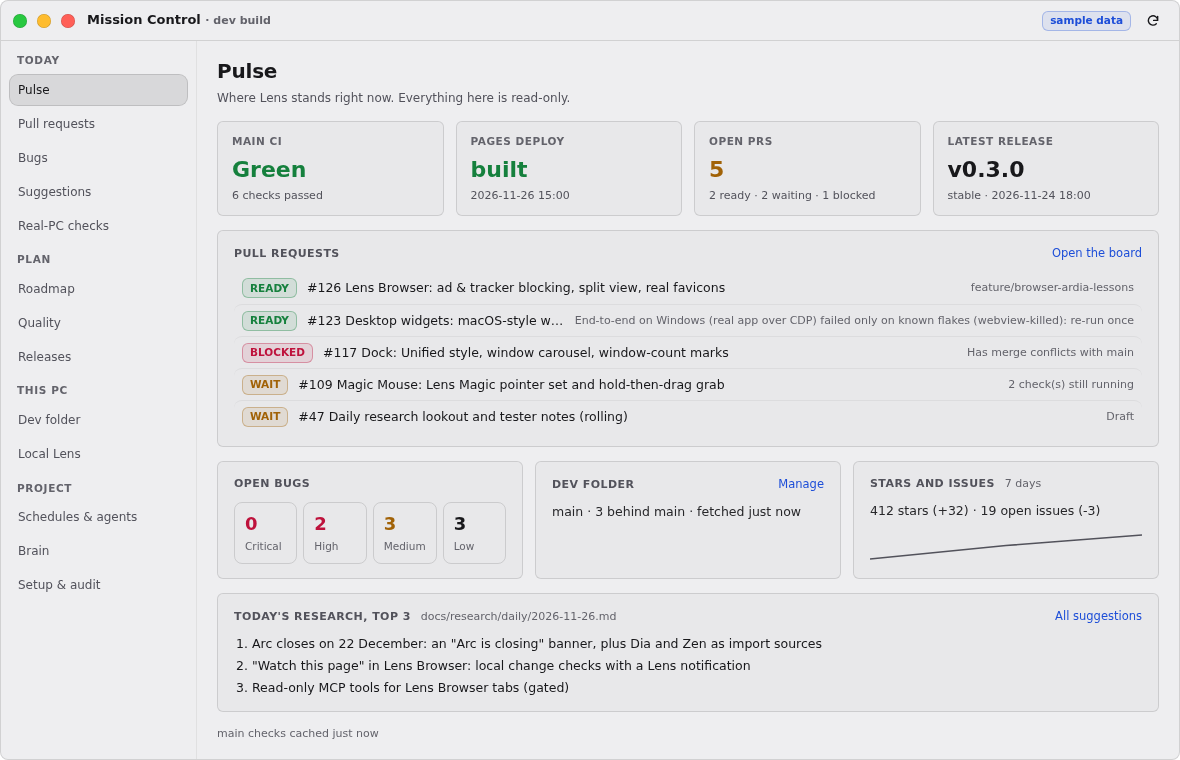 Mission Control · dev build
sample data
TODAY
Pulse
Pull requests
Bugs
Suggestions
Real-PC checks
PLAN
Roadmap
Quality
Releases
THIS PC
Dev folder
Local Lens
PROJECT
Schedules & agents
Brain
Setup & audit
Pulse
Where Lens stands right now. Everything here is read-only.
MAIN CI
Green
6 checks passed
PAGES DEPLOY
built
2026-11-26 15:00
OPEN PRS
5
2 ready · 2 waiting · 1 blocked
LATEST RELEASE
v0.3.0
stable · 2026-11-24 18:00
PULL REQUESTS
Open the board
READY #126 Lens Browser: ad & tracker blocking, split view, real favicons feature/browser-ardia-lessons
READY #123 Desktop widgets: macOS-style w… End-to-end on Windows (real app over CDP) failed only on known flakes (webview-killed): re-run once
BLOCKED #117 Dock: Unified style, window carousel, window-count marks Has merge conflicts with main
WAIT #109 Magic Mouse: Lens Magic pointer set and hold-then-drag grab 2 check(s) still running
WAIT #47 Daily research lookout and tester notes (rolling) Draft
OPEN BUGS
0
Critical
2
High
3
Medium
3
Low
DEV FOLDER
Manage
main · 3 behind main · fetched just now
STARS AND ISSUES 7 days
412 stars (+32) · 19 open issues (-3)
TODAY'S RESEARCH, TOP 3 docs/research/daily/2026-11-26.md
All suggestions
1. Arc closes on 22 December: an "Arc is closing" banner, plus Dia and Zen as import sources
2. "Watch this page" in Lens Browser: local change checks with a Lens notification
3. Read-only MCP tools for Lens Browser tabs (gated)
main checks cached just now